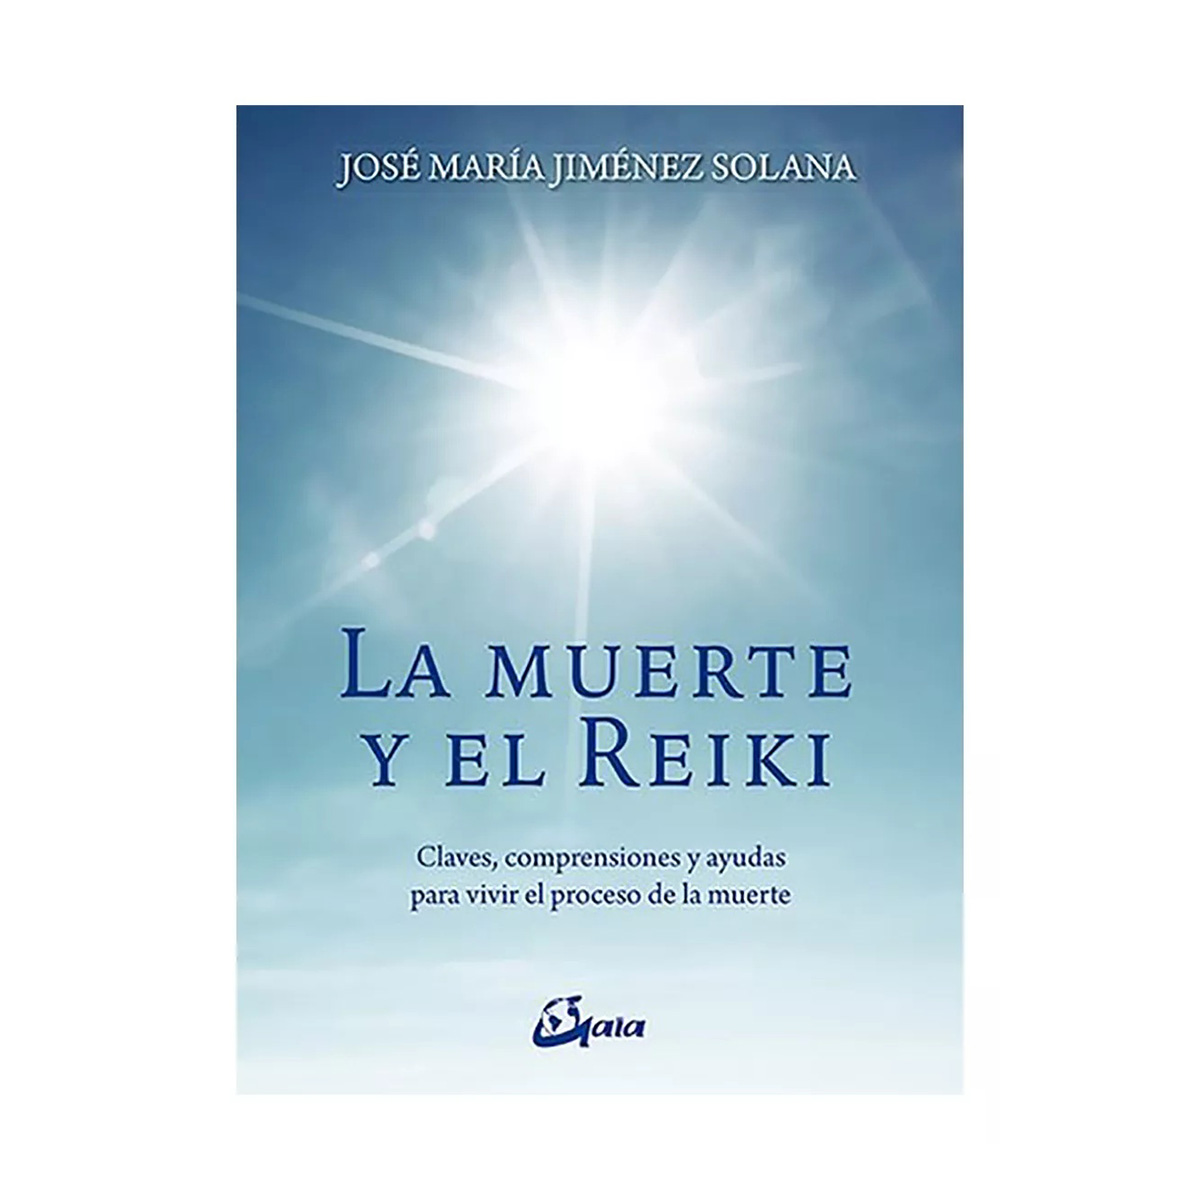 JOSÉ MARÍA JIMÉNEZ SOLANA
LA MUERTE
Y EL REIKI
Claves, comprensiones y ayudas
para vivir el proceso de la muerte
Gaia